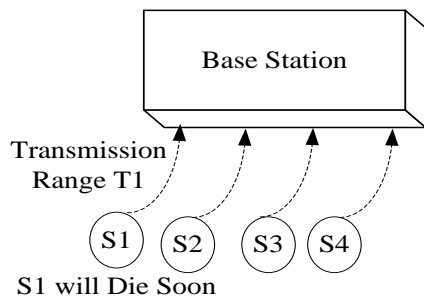 Base Station
Transmission
Range T1
S1 S2 S3 S4
S1 will Die Soon